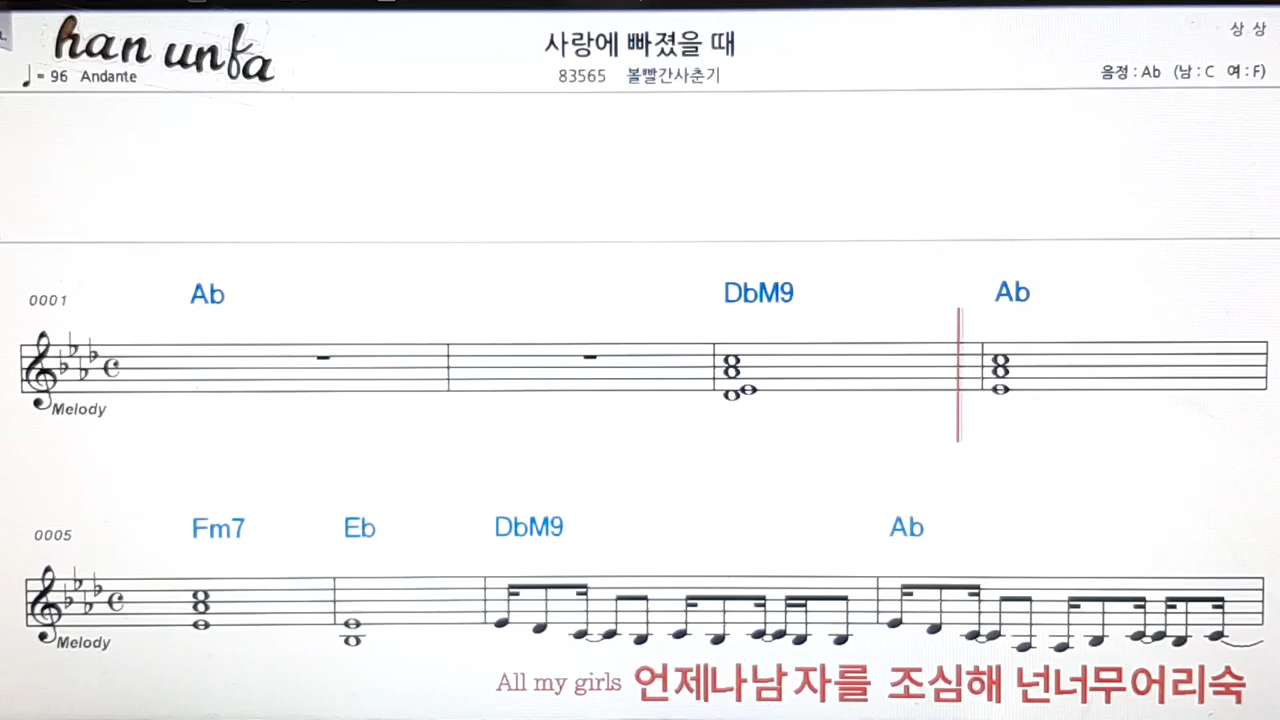 han unfa
♩= 96 Andante
사랑에 빠졌을 때
83565 볼빨간사춘기
상 상
음정 : Ab (남 : C 여 : F)
0001
Ab DbM9 Ab
Melody
0005
Fm7 Eb DbM9 Ab
Melody
All my girls 언제나남자를 조심해 넌너무어리숙